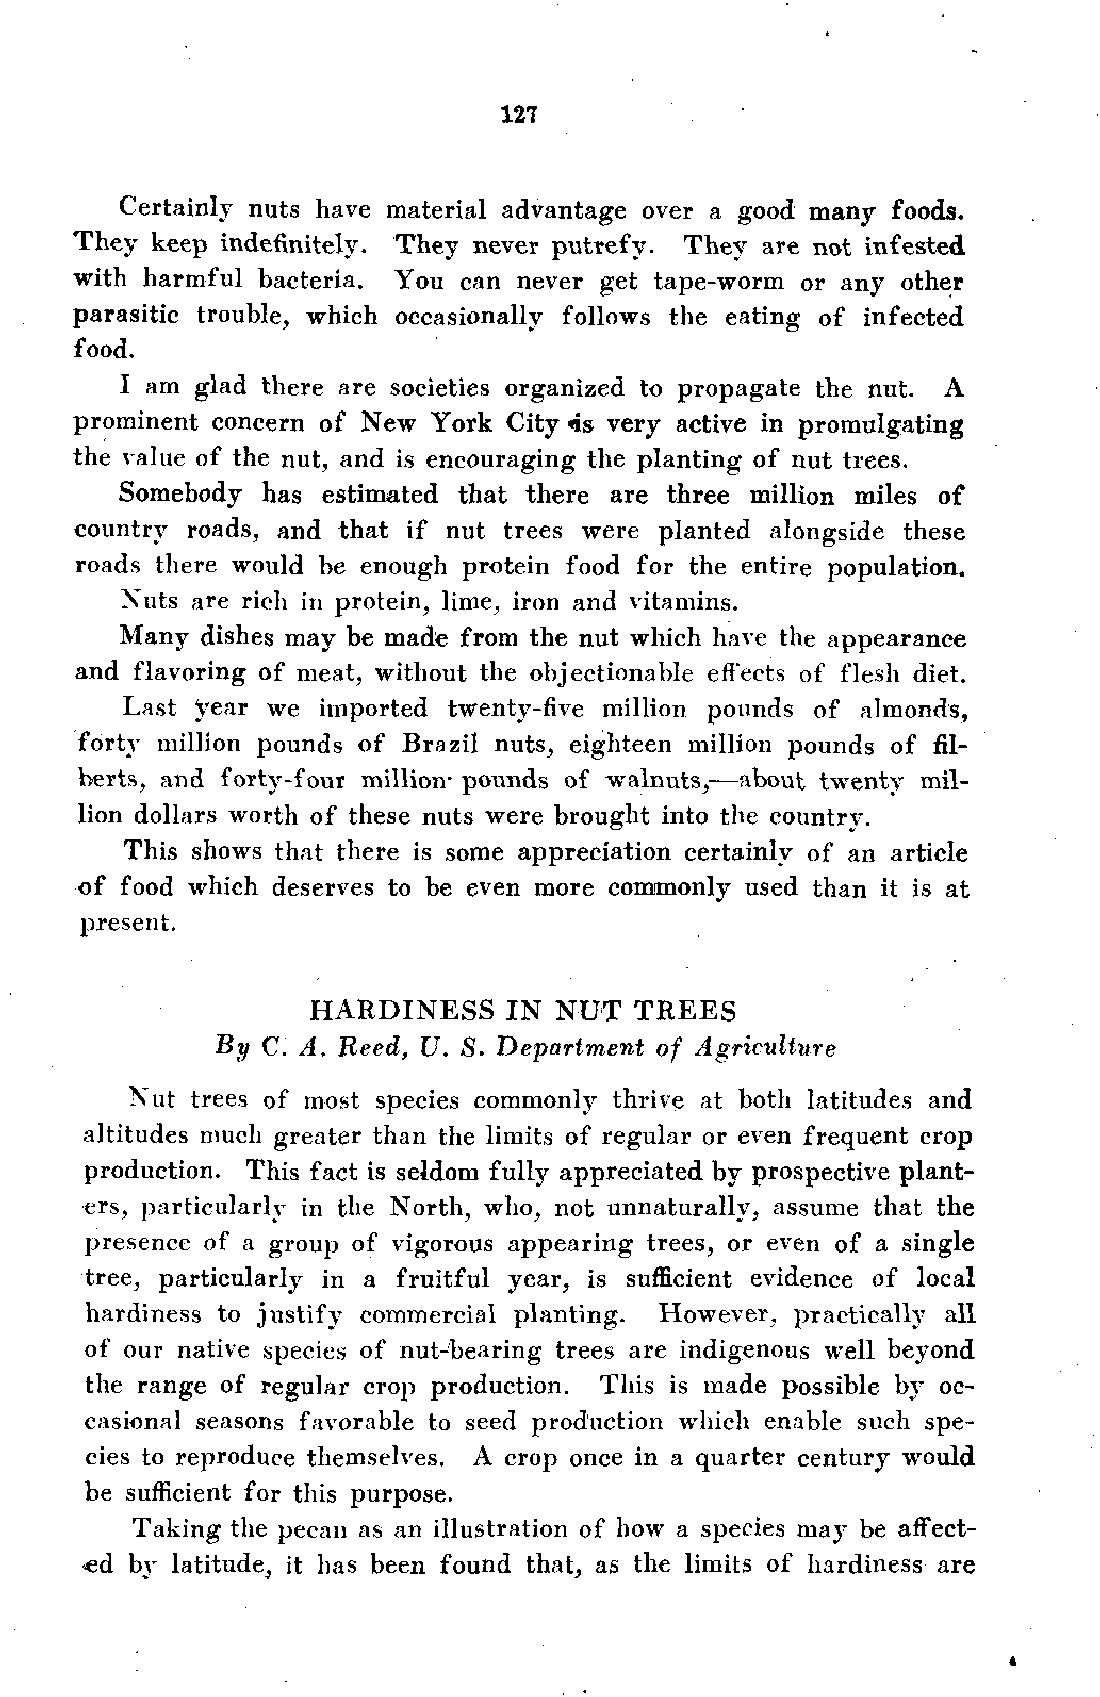 127
Certainly nuts have material advantage over a good many foods.
They keep indefinitely. They never putrefy. They are not infested
with harmful bacteria. You can never get tape-worm or any other
parasitic trouble, which occasionally follows the eating of infected
food.
I am glad there are societies organized to propagate the nut. A
prominent concern of New York City is very active in promulgating
the value of the nut, and is encouraging the planting of nut trees.
Somebody has estimated that there are three million miles of
country roads, and that if nut trees were planted alongside these
roads there would be enough protein food for the entire population.
Nuts are rich in protein, lime, iron and vitamins.
Many dishes may be made from the nut which have the appearance
and flavoring of meat, without the objectionable effects of flesh diet.
Last year we imported twenty-five million pounds of almonds,
forty million pounds of Brazil nuts, eighteen million pounds of fil-
berts, and forty-four million pounds of walnuts,—about twenty mil-
lion dollars worth of these nuts were brought into the country.
This shows that there is some appreciation certainly of an article
of food which deserves to be even more commonly used than it is at
present.
HARDINESS IN NUT TREES
By C. A. Reed, U. S. Department of Agriculture
Nut trees of most species commonly thrive at both latitudes and
altitudes much greater than the limits of regular or even frequent crop
production. This fact is seldom fully appreciated by prospective plant-
ers, particularly in the North, who, not unnaturally, assume that the
presence of a group of vigorous appearing trees, or even of a single
tree, particularly in a fruitful year, is sufficient evidence of local
hardiness to justify commercial planting. However, practically all
of our native species of nut-bearing trees are indigenous well beyond
the range of regular crop production. This is made possible by oc-
casional seasons favorable to seed production which enable such spe-
cies to reproduce themselves. A crop once in a quarter century would
be sufficient for this purpose.
Taking the pecan as an illustration of how a species may be affect-
ed by latitude, it has been found that, as the limits of hardiness are